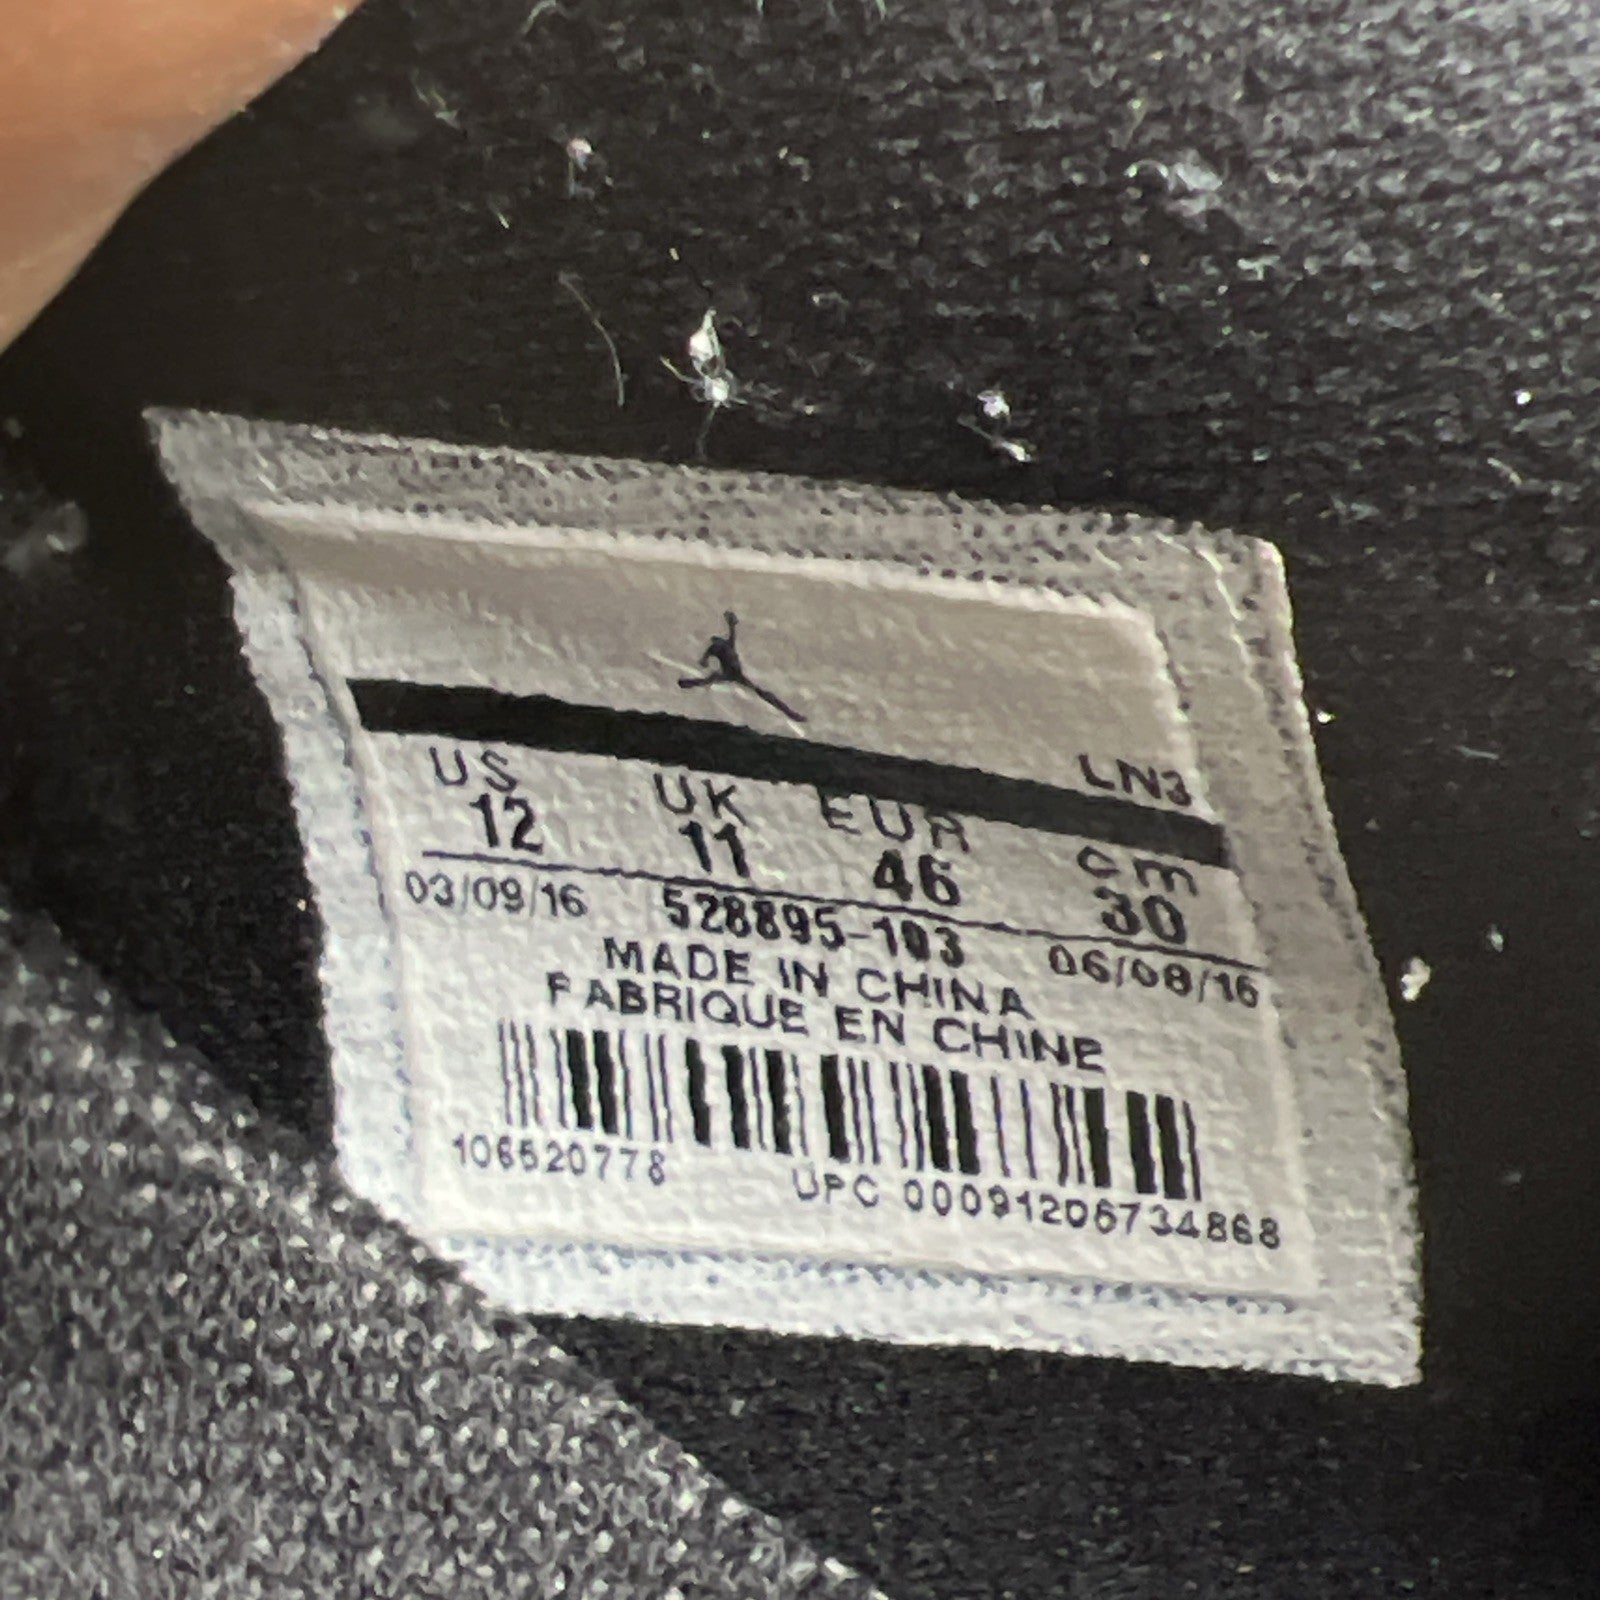 LN3
US UK EUR cm
12 11 46 30
03/09/16 528895-103 06/08/16
MADE IN CHINA
FABRIQUE EN CHINE
106520778 UPC 00091206734868